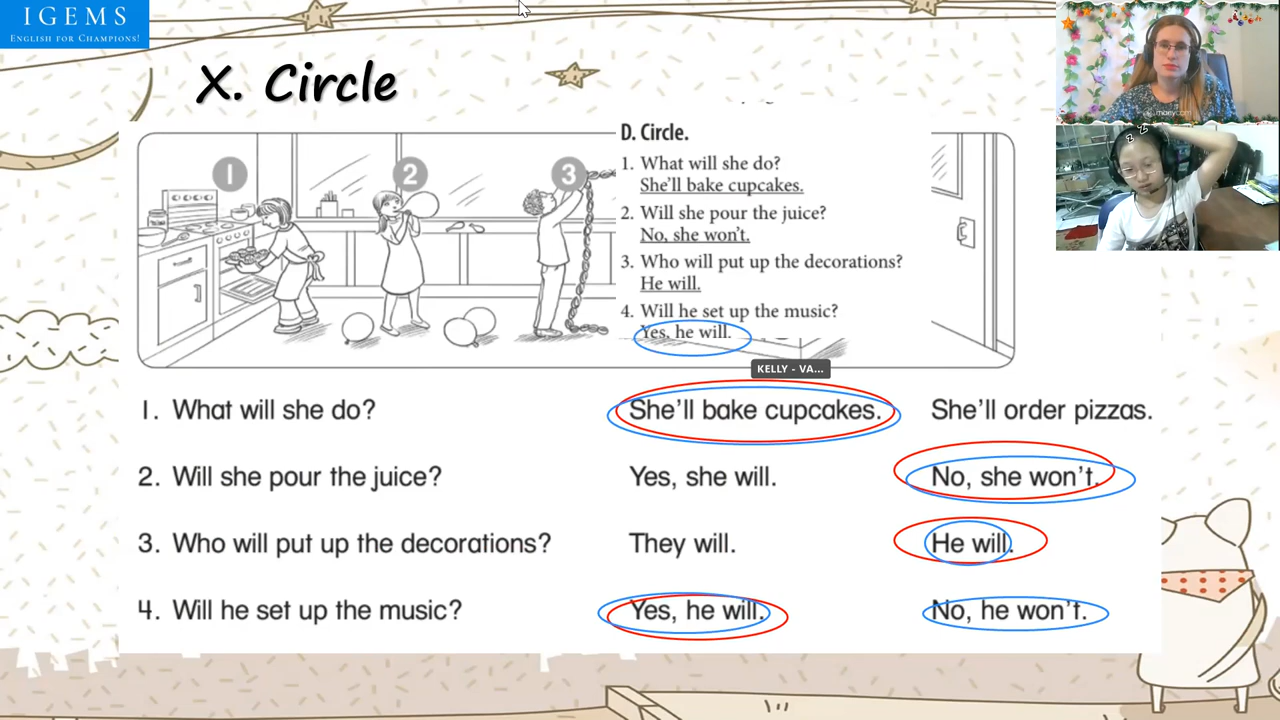 IGEMS
ENGLISH FOR CHAMPIONS!
X. Circle
1
2
3
D. Circle.
1. What will she do?
She'll bake cupcakes.
2. Will she pour the juice?
No, she won't.
3. Who will put up the decorations?
He will.
4. Will he set up the music?
Yes, he will.
KELLY - VA...
1. What will she do? She'll bake cupcakes. She'll order pizzas.
2. Will she pour the juice? Yes, she will. No, she won't.
3. Who will put up the decorations? They will. He will.
4. Will he set up the music? Yes, he will. No, he won't.
z z